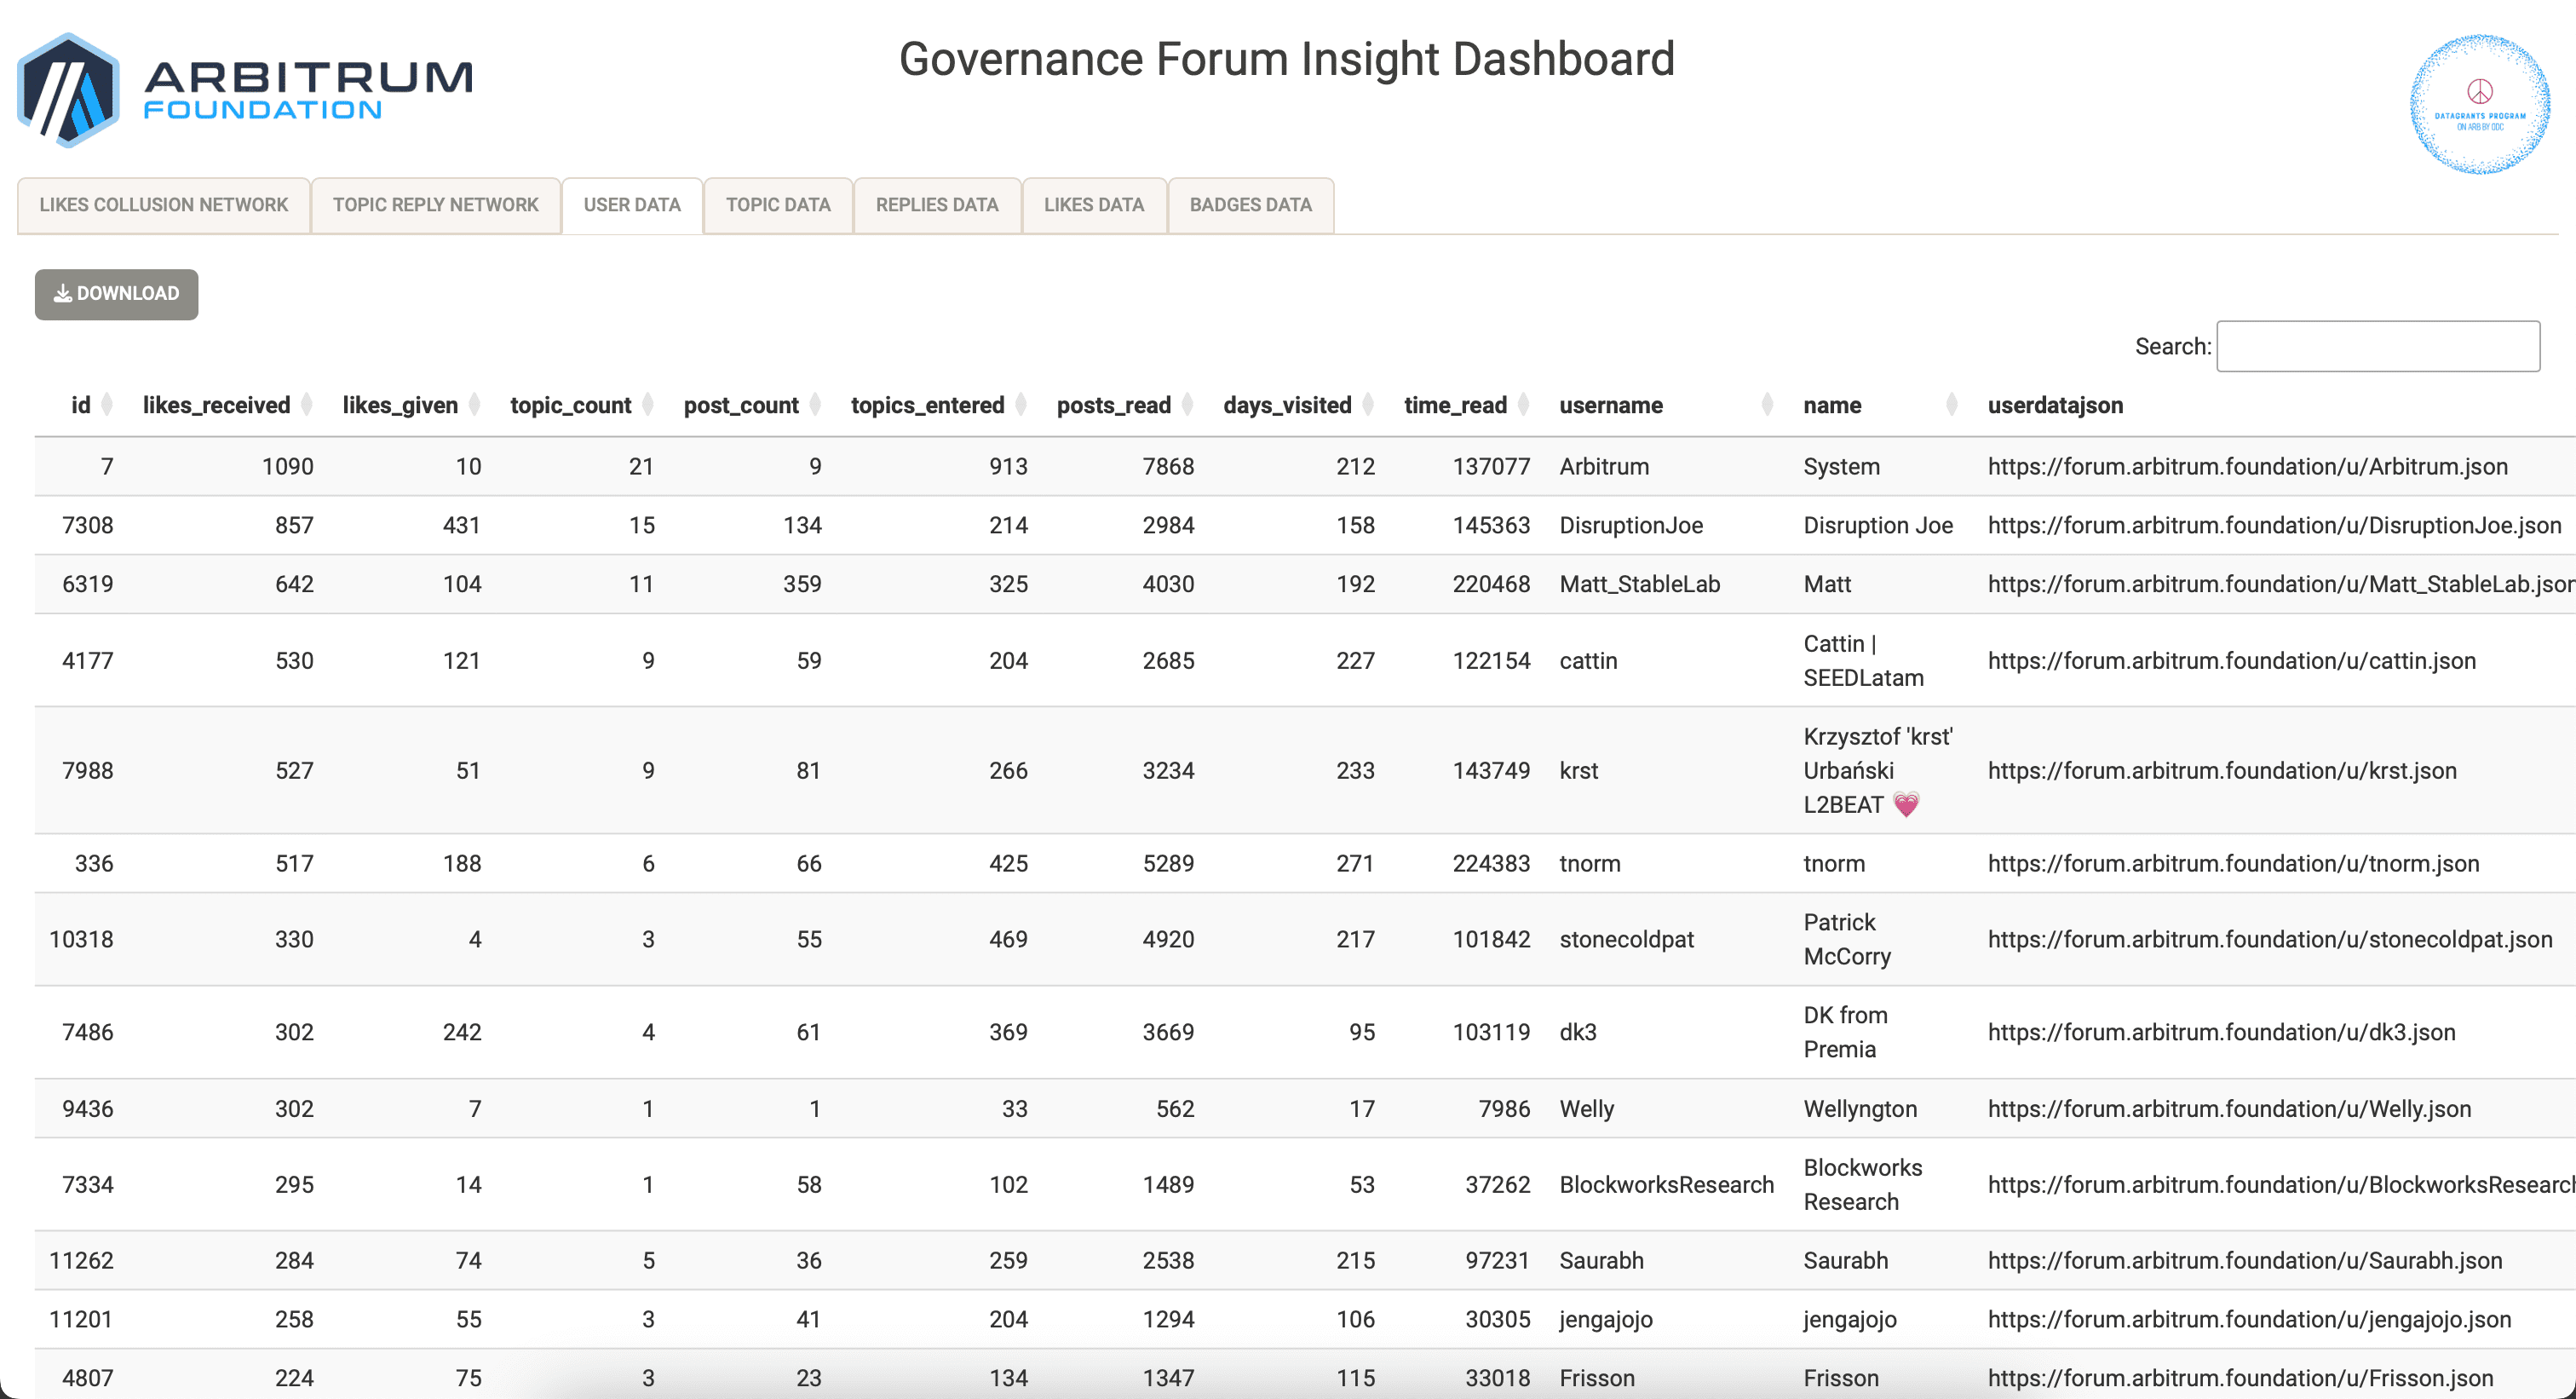 ARBITRUM
FOUNDATION
Governance Forum Insight Dashboard
DATAGRANTS PROGRAM
ON ARB BY ODC
LIKES COLLUSION NETWORK TOPIC REPLY NETWORK USER DATA TOPIC DATA REPLIES DATA LIKES DATA BADGES DATA
DOWNLOAD
Search:
id likes_received likes_given topic_count post_count topics_entered posts_read days_visited time_read username name userdatajson
7 1090 10 21 9 913 7868 212 137077 Arbitrum System https://forum.arbitrum.foundation/u/Arbitrum.json
7308 857 431 15 134 214 2984 158 145363 DisruptionJoe Disruption Joe https://forum.arbitrum.foundation/u/DisruptionJoe.json
6319 642 104 11 359 325 4030 192 220468 Matt_StableLab Matt https://forum.arbitrum.foundation/u/Matt_StableLab.json
4177 530 121 9 59 204 2685 227 122154 cattin Cattin |
SEEDLatam https://forum.arbitrum.foundation/u/cattin.json
7988 527 51 9 81 266 3234 233 143749 krst Krzysztof 'krst'
Urbański
L2BEAT 💗 https://forum.arbitrum.foundation/u/krst.json
336 517 188 6 66 425 5289 271 224383 tnorm tnorm https://forum.arbitrum.foundation/u/tnorm.json
10318 330 4 3 55 469 4920 217 101842 stonecoldpat Patrick
McCorry https://forum.arbitrum.foundation/u/stonecoldpat.json
7486 302 242 4 61 369 3669 95 103119 dk3 DK from
Premia https://forum.arbitrum.foundation/u/dk3.json
9436 302 7 1 1 33 562 17 7986 Welly Wellyngton https://forum.arbitrum.foundation/u/Welly.json
7334 295 14 1 58 102 1489 53 37262 BlockworksResearch Blockworks
Research https://forum.arbitrum.foundation/u/BlockworksResearch
11262 284 74 5 36 259 2538 215 97231 Saurabh Saurabh https://forum.arbitrum.foundation/u/Saurabh.json
11201 258 55 3 41 204 1294 106 30305 jengajojo jengajojo https://forum.arbitrum.foundation/u/jengajojo.json
4807 224 75 3 23 134 1347 115 33018 Frisson Frisson https://forum.arbitrum.foundation/u/Frisson.json